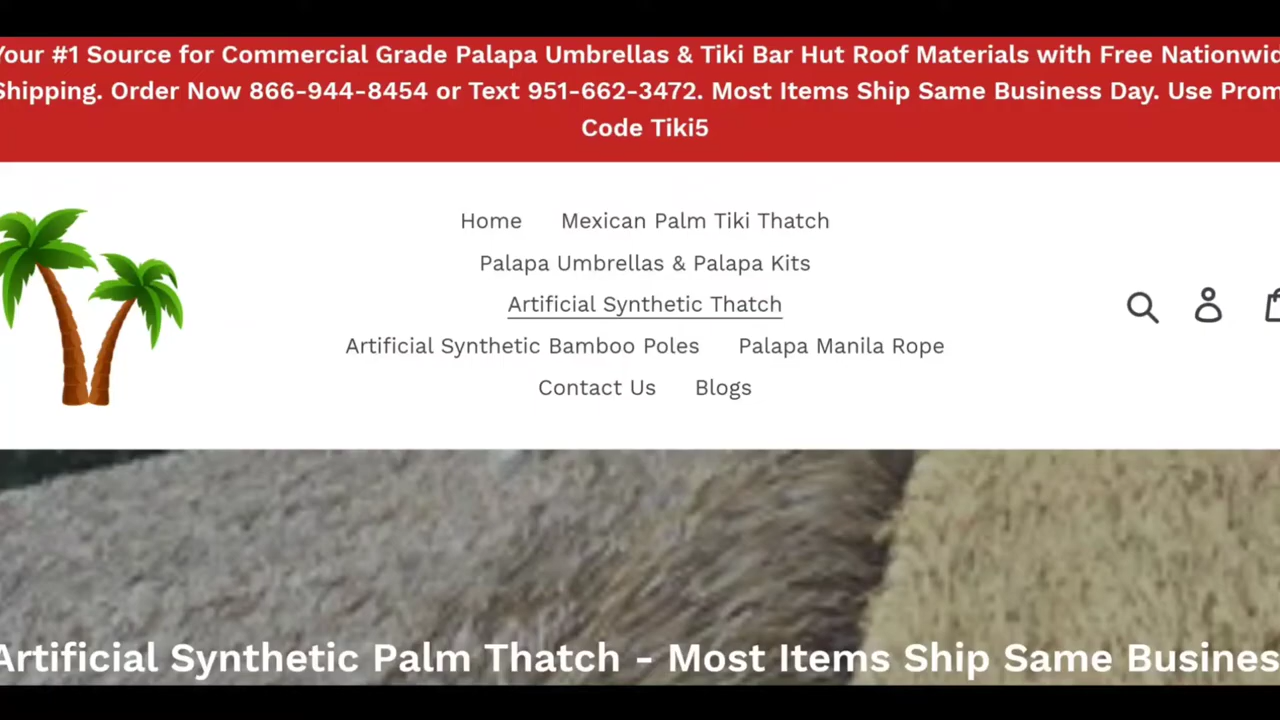 Your #1 Source for Commercial Grade Palapa Umbrellas & Tiki Bar Hut Roof Materials with Free Nationwid
Shipping. Order Now 866-944-8454 or Text 951-662-3472. Most Items Ship Same Business Day. Use Prom
Code Tiki5
Home Mexican Palm Tiki Thatch
Palapa Umbrellas & Palapa Kits
Artificial Synthetic Thatch
Artificial Synthetic Bamboo Poles Palapa Manila Rope
Contact Us Blogs
Artificial Synthetic Palm Thatch - Most Items Ship Same Busines